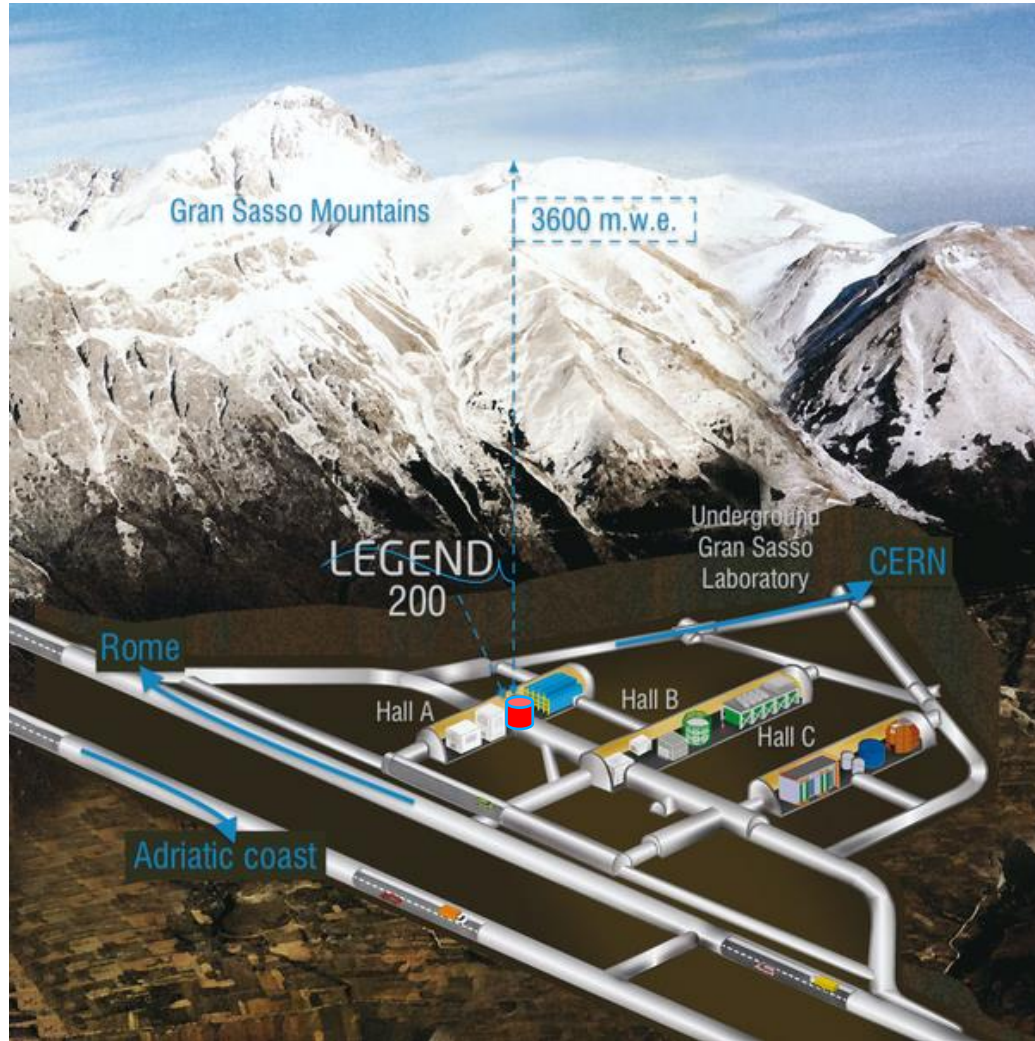 Gran Sasso Mountains
3600 m.w.e.
LEGEND
200
Underground
Gran Sasso
Laboratory
CERN
Rome
Hall A
Hall B
Hall C
Adriatic coast